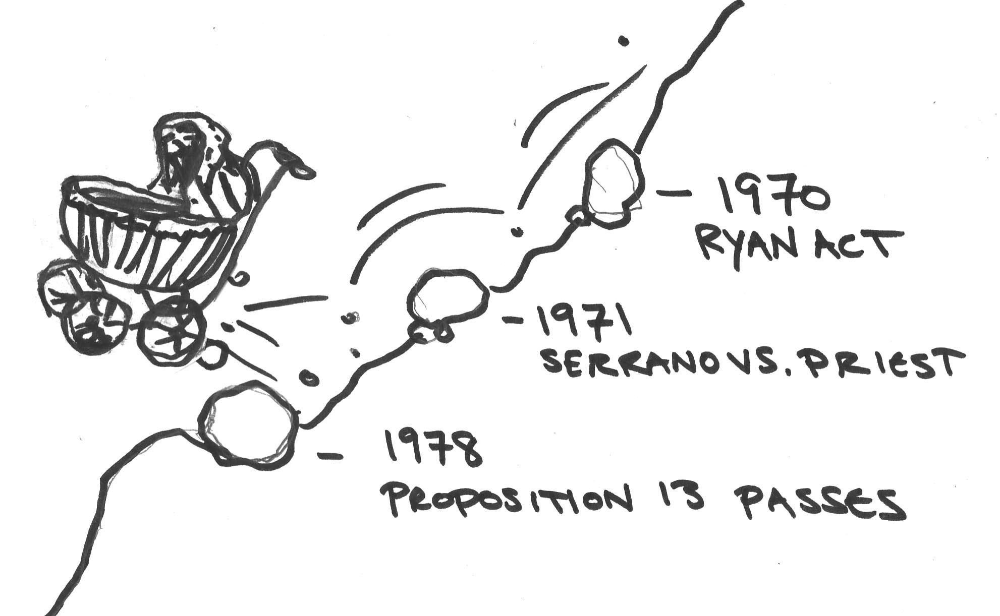 – 1970
RYAN ACT
– 1971
SERRANO VS. PRIEST
– 1978
PROPOSITION 13 PASSES